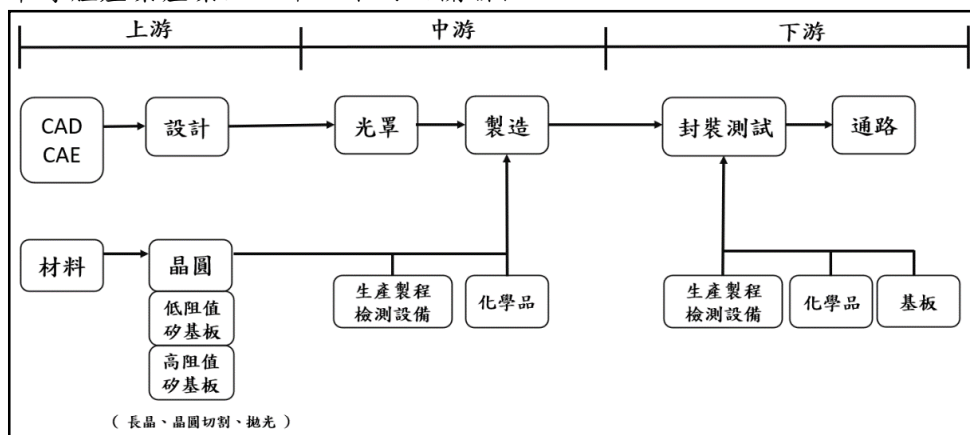 上游 中游 下游
CAD
CAE
設計
光罩
製造
封裝測試
通路
材料
晶圓
低阻值
矽基板
高阻值
矽基板
(長晶、晶圓切割、拋光)
生產製程
檢測設備
化學品
生產製程
檢測設備
化學品
基板